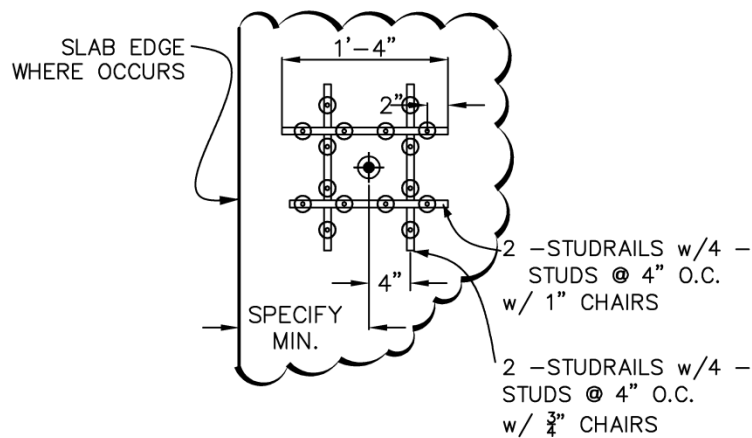 SLAB EDGE
WHERE OCCURS
1'-4"
2"
4"
SPECIFY
MIN.
2 -STUDRAILS w/4 -
STUDS @ 4" O.C.
w/ 1" CHAIRS
2 -STUDRAILS w/4 -
STUDS @ 4" O.C.
w/ 3/4" CHAIRS